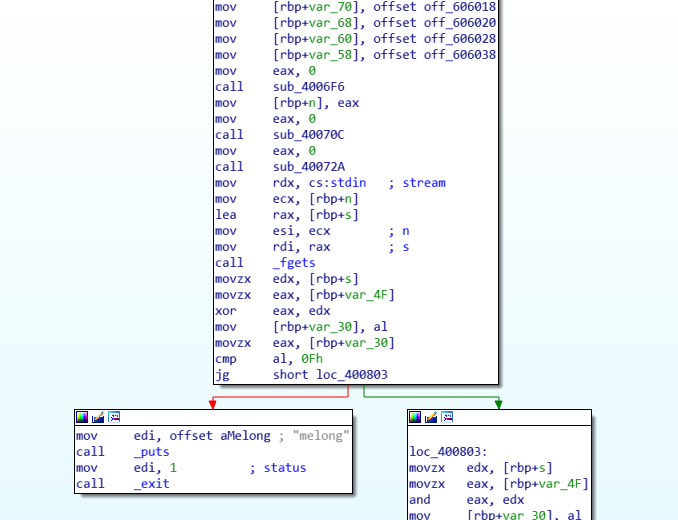 mov [rbp+var_70], offset off_606018
mov [rbp+var_68], offset off_606020
mov [rbp+var_60], offset off_606028
mov [rbp+var_58], offset off_606038
mov eax, 0
call sub_4006F6
mov [rbp+n], eax
mov eax, 0
call sub_40070C
mov eax, 0
call sub_40072A
mov rdx, cs:stdin ; stream
mov ecx, [rbp+n]
lea rax, [rbp+s]
mov esi, ecx ; n
mov rdi, rax ; s
call _fgets
movzx edx, [rbp+s]
movzx eax, [rbp+var_4F]
xor eax, edx
mov [rbp+var_30], al
movzx eax, [rbp+var_30]
cmp al, 0Fh
jg short loc_400803
mov edi, offset aMelong ; "melong"
call _puts
mov edi, 1 ; status
call _exit
loc_400803:
movzx edx, [rbp+s]
movzx eax, [rbp+var_4F]
and eax, edx
mov [rbp+var_30], al